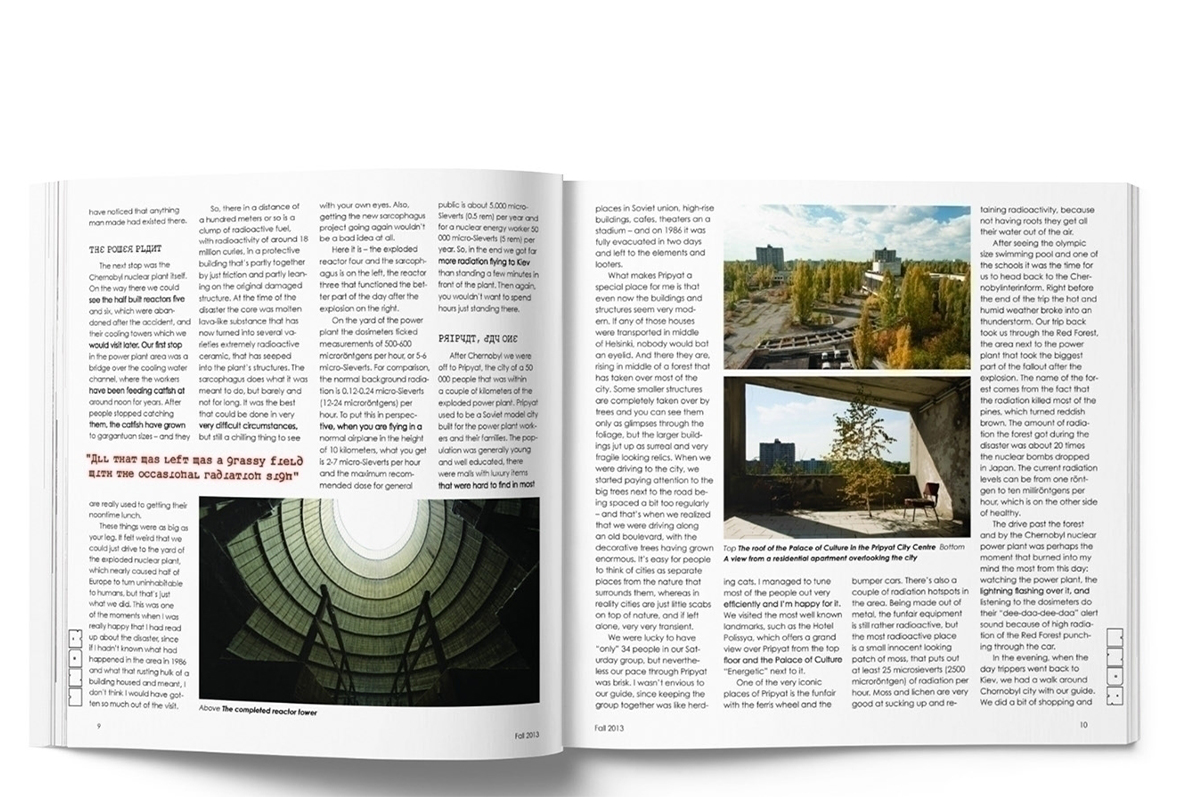 have noticed that anything
man made had existed there.
THE POWER PLANT
The next stop was the
Chernobyl nuclear plant itself.
On the way there we could
see the half built reactors five
and six, which were aban-
doned after the accident, and
their cooling towers which we
would visit later. Our first stop
in the power plant area was a
bridge over the cooling water
channel, where the workers
have been feeding catfish at
around noon for years. After
people stopped catching
them, the catfish have grown
to gargantuan sizes – and they
"All that was left was a grassy field
with the occasional radiation sign"
are really used to getting their
noontime lunch.
These things were as big as
your leg. It felt weird that we
could just drive to the yard of
the exploded nuclear plant,
which nearly caused half of
Europe to turn uninhabitable
to humans, but that's just
what we did. This was one
of the moments when I was
really happy that I had read
up about the disaster, since
if I hadn't known what had
happened in the area in 1986
and what that rusting hulk of a
building housed and meant, I
don't think I would have got-
ten so much out of the visit.
So, there in a distance of
a hundred meters or so is a
clump of radioactive fuel,
with radioactivity of around 18
million curies, in a protective
building that's partly together
by just friction and partly lean-
ing on the original damaged
structure. At the time of the
disaster the core was molten
lava-like substance that has
now turned into several va-
rieties extremely radioactive
ceramic, that has seeped
into the plant's structures. The
sarcophagus does what it was
meant to do, but barely and
not for long. It was the best
that could be done in very
very difficult circumstances,
but still a chilling thing to see
with your own eyes. Also,
getting the new sarcophagus
project going again wouldn't
be a bad idea at all.
Here it is – the exploded
reactor four and the sarcoph-
agus is on the left, the reactor
three that functioned the bet-
ter part of the day after the
explosion on the right.
On the yard of the power
plant the dosimeters ticked
measurements of 500-600
microröntgens per hour, or 5-6
micro-Sieverts. For comparison,
the normal background radia-
tion is 0.12-0.24 micro-Sieverts
(12-24 microröntgens) per
hour. To put this in perspec-
tive, when you are flying in a
normal airplane in the height
of 10 kilometers, what you get
is 2-7 micro-Sieverts per hour
and the maximum recom-
mended dose for general
public is about 5.000 micro-
Sieverts (0.5 rem) per year and
for a nuclear energy worker 50
000 micro-Sieverts (5 rem) per
year. So, in the end we got far
more radiation flying to Kiev
than standing a few minutes in
front of the plant. Then again,
you wouldn't want to spend
hours just standing there.
PRIPYAT, DAY ONE
After Chernobyl we were
off to Pripyat, the city of a 50
000 people that was within
a couple of kilometers of the
exploded power plant. Pripyat
used to be a Soviet model city
built for the power plant work-
ers and their families. The pop-
ulation was generally young
and well educated, there
were malls with luxury items
that were hard to find in most
Above The completed reactor tower
9
Fall 2013
places in Soviet union, high-rise
buildings, cafes, theaters an a
stadium – and on 1986 it was
fully evacuated in two days
and left to the elements and
looters.
What makes Pripyat a
special place for me is that
even now the buildings and
structures seem very mod-
ern. If any of those houses
were transported in middle
of Helsinki, nobody would bat
an eyelid. And there they are,
rising in middle of a forest that
has taken over most of the
city. Some smaller structures
are completely taken over by
trees and you can see them
only as glimpses through the
foliage, but the larger build-
ings jut up as surreal and very
fragile looking relics. When we
were driving to the city, we
started paying attention to the
big trees next to the road be-
ing spaced a bit too regularly
– and that's when we realized
that we were driving along
an old boulevard, with the
decorative trees having grown
enormous. It's easy for people
to think of cities as separate
places from the nature that
surrounds them, whereas in
reality cities are just little scabs
on top of nature, and if left
alone, very very transient.
We were lucky to have
"only" 34 people in our Sat-
urday group, but neverthe-
less our pace through Pripyat
was brisk. I wasn't envious to
our guide, since keeping the
group together was like herd-
Top The roof of the Palace of Culture in the Pripyat City Centre Bottom
A view from a residential apartment overlooking the city
ing cats. I managed to tune
most of the people out very
efficiently and I'm happy for it.
We visited the most well known
landmarks, such as the Hotel
Polissya, which offers a grand
view over Pripyat from the top
floor and the Palace of Culture
"Energetic" next to it.
One of the very iconic
places of Pripyat is the funfair
with the ferris wheel and the
bumper cars. There's also a
couple of radiation hotspots in
the area. Being made out of
metal, the funfair equipment
is still rather radioactive, but
the most radioactive place
is a small innocent looking
patch of moss, that puts out
at least 25 microsieverts (2500
microröntgen) of radiation per
hour. Moss and lichen are very
good at sucking up and re-
taining radioactivity, because
not having roots they get all
their water out of the air.
After seeing the olympic
size swimming pool and one of
the schools it was the time for
us to head back to the Cher-
nobylinterinform. Right before
the end of the trip the hot and
humid weather broke into an
thunderstorm. Our trip back
took us through the Red Forest,
the area next to the power
plant that took the biggest
part of the fallout after the
explosion. The name of the for-
est comes from the fact that
the radiation killed most of the
pines, which turned reddish
brown. The amount of radia-
tion the forest got during the
disaster was about 20 times
the nuclear bombs dropped
in Japan. The current radiation
levels can be from one rönt-
gen to ten milliröntgens per
hour, which is on the other side
of healthy.
The drive past the forest
and by the Chernobyl nuclear
power plant was perhaps the
moment that burned into my
mind the most from this day:
watching the power plant, the
lightning flashing over it, and
listening to the dosimeters do
their "dee-daa-dee-daa" alert
sound because of high radia-
tion of the Red Forest punch-
ing through the car.
In the evening, when the
day trippers went back to
Kiev, we had a walk around
Chornobyl city with our guide.
We did a bit of shopping and
Fall 2013
10